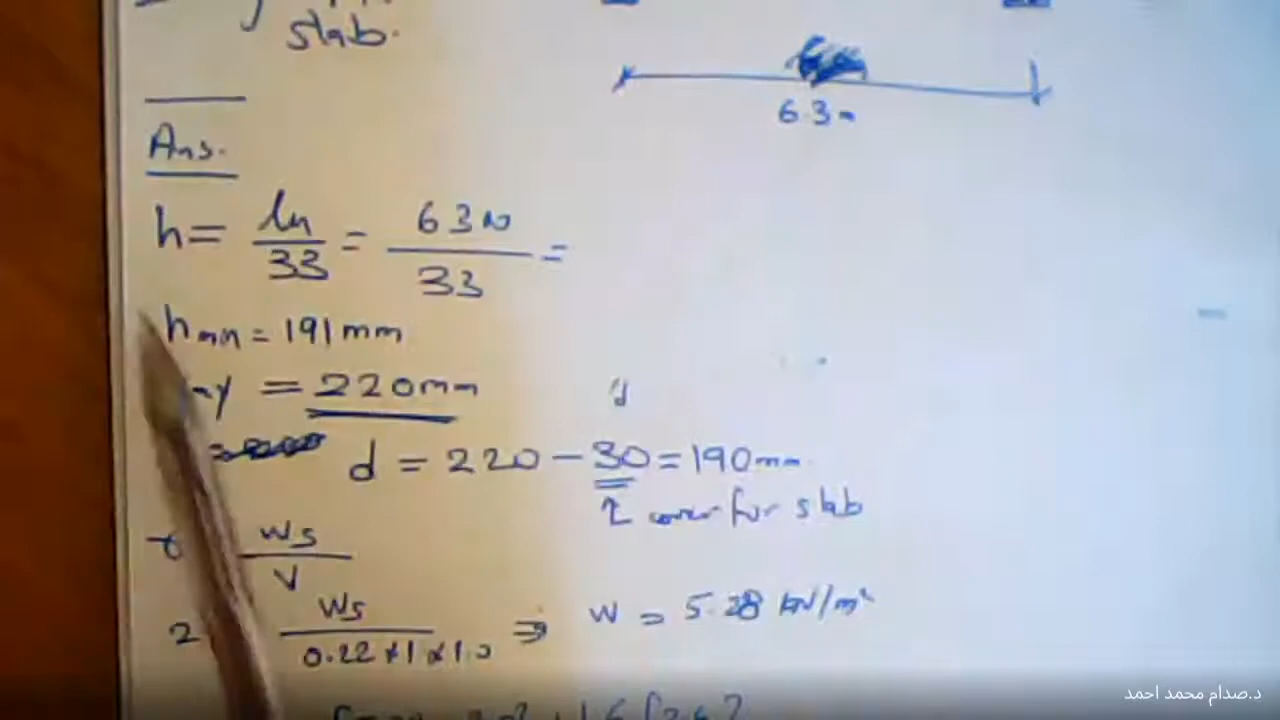 slab.
6.3m
Ans.
h = ln/33 = 6300/33 =
hmin = 191mm
= 220mm
d = 220 - 30 = 190mm
cover for slab
Ws/V
Ws/0.22*1*1.0 ⇒ W = 5.28 kN/m²
د.صدام محمد احمد